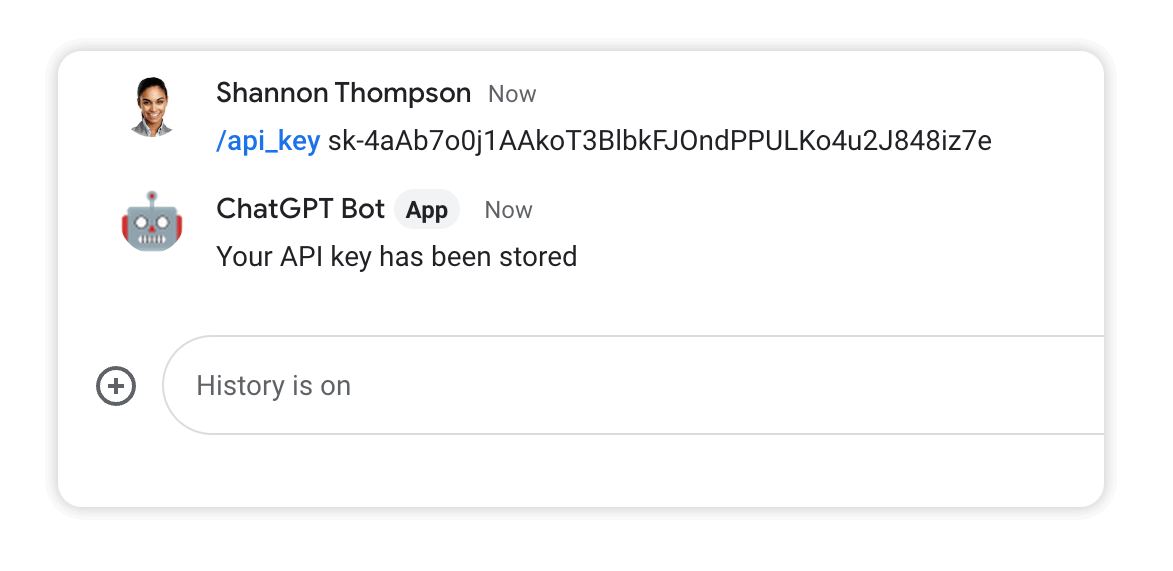 Shannon Thompson Now
/api_key sk-4aAb7o0j1AAkoT3BlbkFJOndPPULKo4u2J848iz7e
ChatGPT Bot App Now
Your API key has been stored
History is on